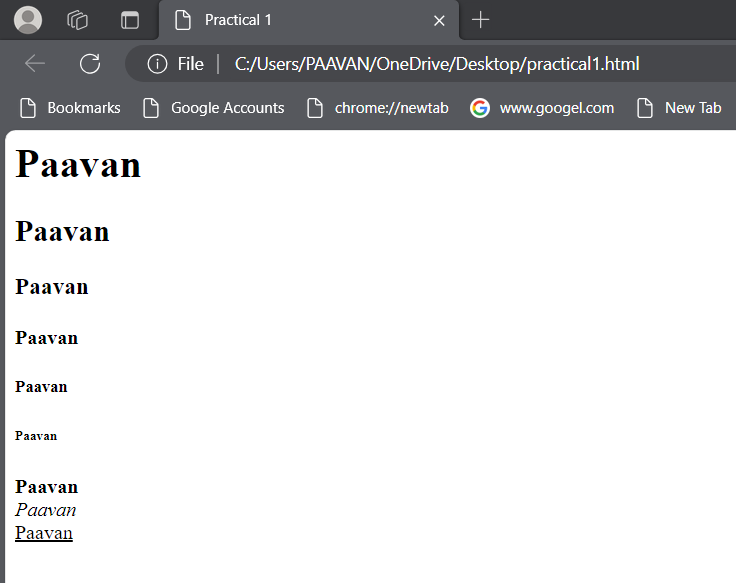 Practical 1
File C:/Users/PAAVAN/OneDrive/Desktop/practical1.html
Bookmarks Google Accounts chrome://newtab www.googel.com New Tab
Paavan
Paavan
Paavan
Paavan
Paavan
Paavan
Paavan
Paavan
Paavan